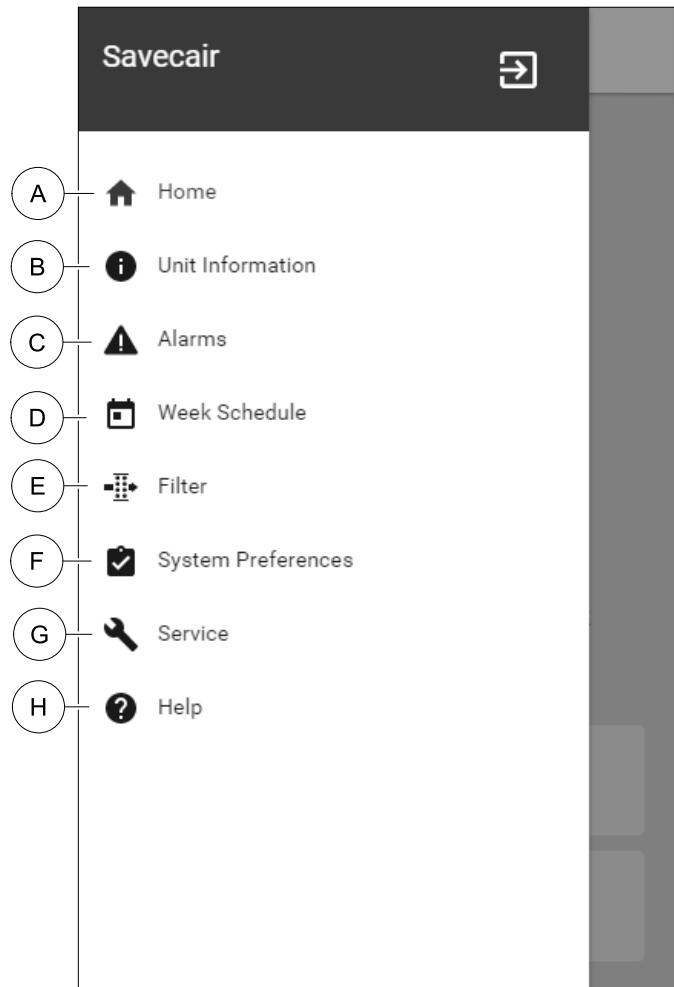 Savecair
A Home
B Unit Information
C Alarms
D Week Schedule
E Filter
F System Preferences
G Service
H Help